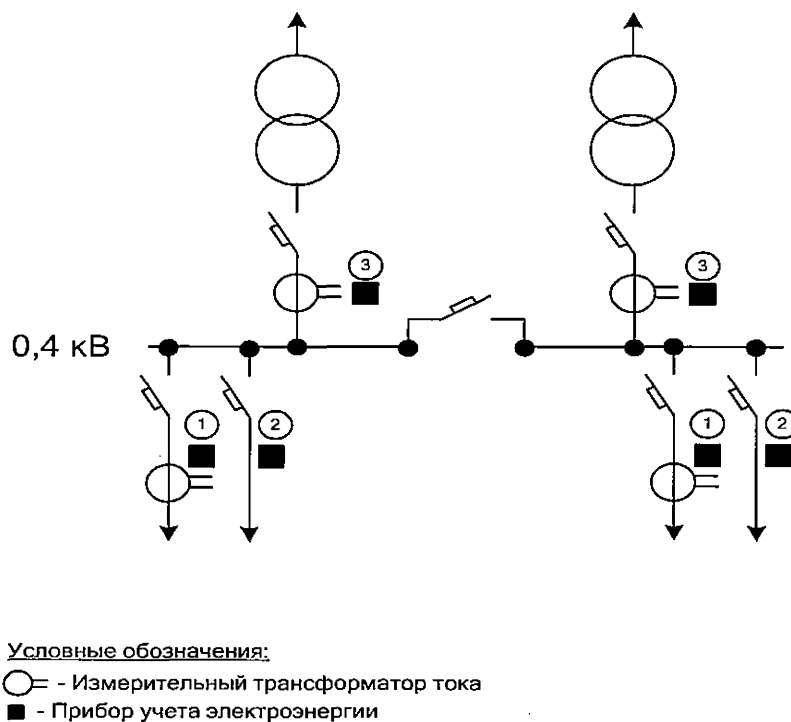 3 3
0,4 кВ
1 2 1 2
Условные обозначения:
- Измерительный трансформатор тока
- Прибор учета электроэнергии